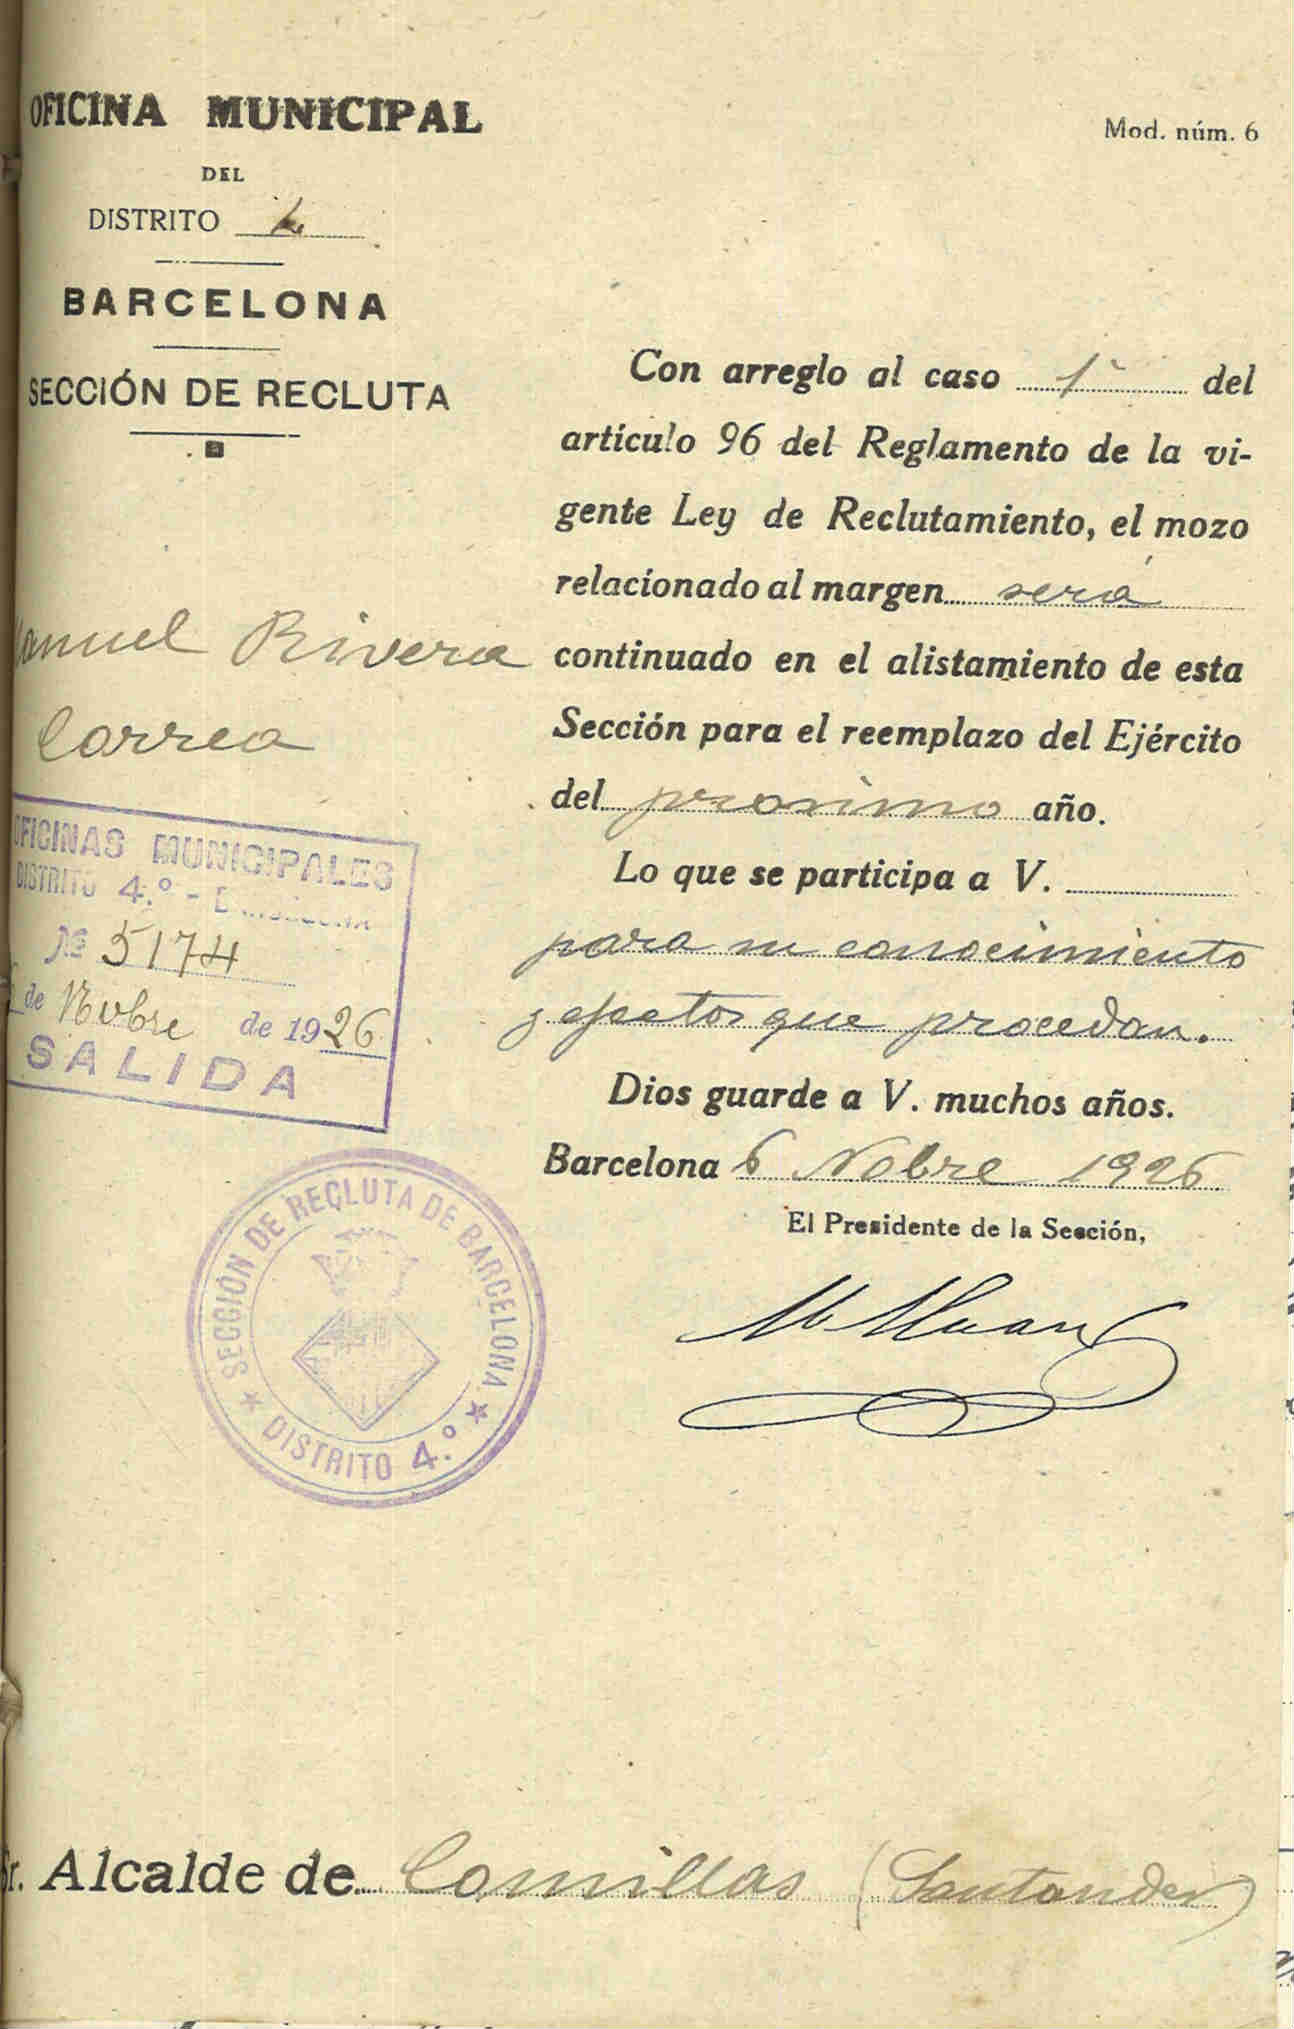 OFICINA MUNICIPAL
DEL
DISTRITO 4
BARCELONA
SECCIÓN DE RECLUTA
Mod. núm. 6
Manuel Rivera
Correa
OFICINAS MUNICIPALES
DISTRITO 4.º - BARCELONA
Nº 5174
6 de Nvbre de 1926
SALIDA
Con arreglo al caso 1º del
artículo 96 del Reglamento de la vi-
gente Ley de Reclutamiento, el mozo
relacionado al margen será
continuado en el alistamiento de esta
Sección para el reemplazo del Ejército
del proximo año.
Lo que se participa a V.
para su conocimiento
y efectos que procedan.
Dios guarde a V. muchos años.
Barcelona 6 Nobre 1926
El Presidente de la Sección,
SECCIÓN DE RECLUTA DE BARCELONA
DISTRITO 4.º
Sr. Alcalde de Comillas (Santander)